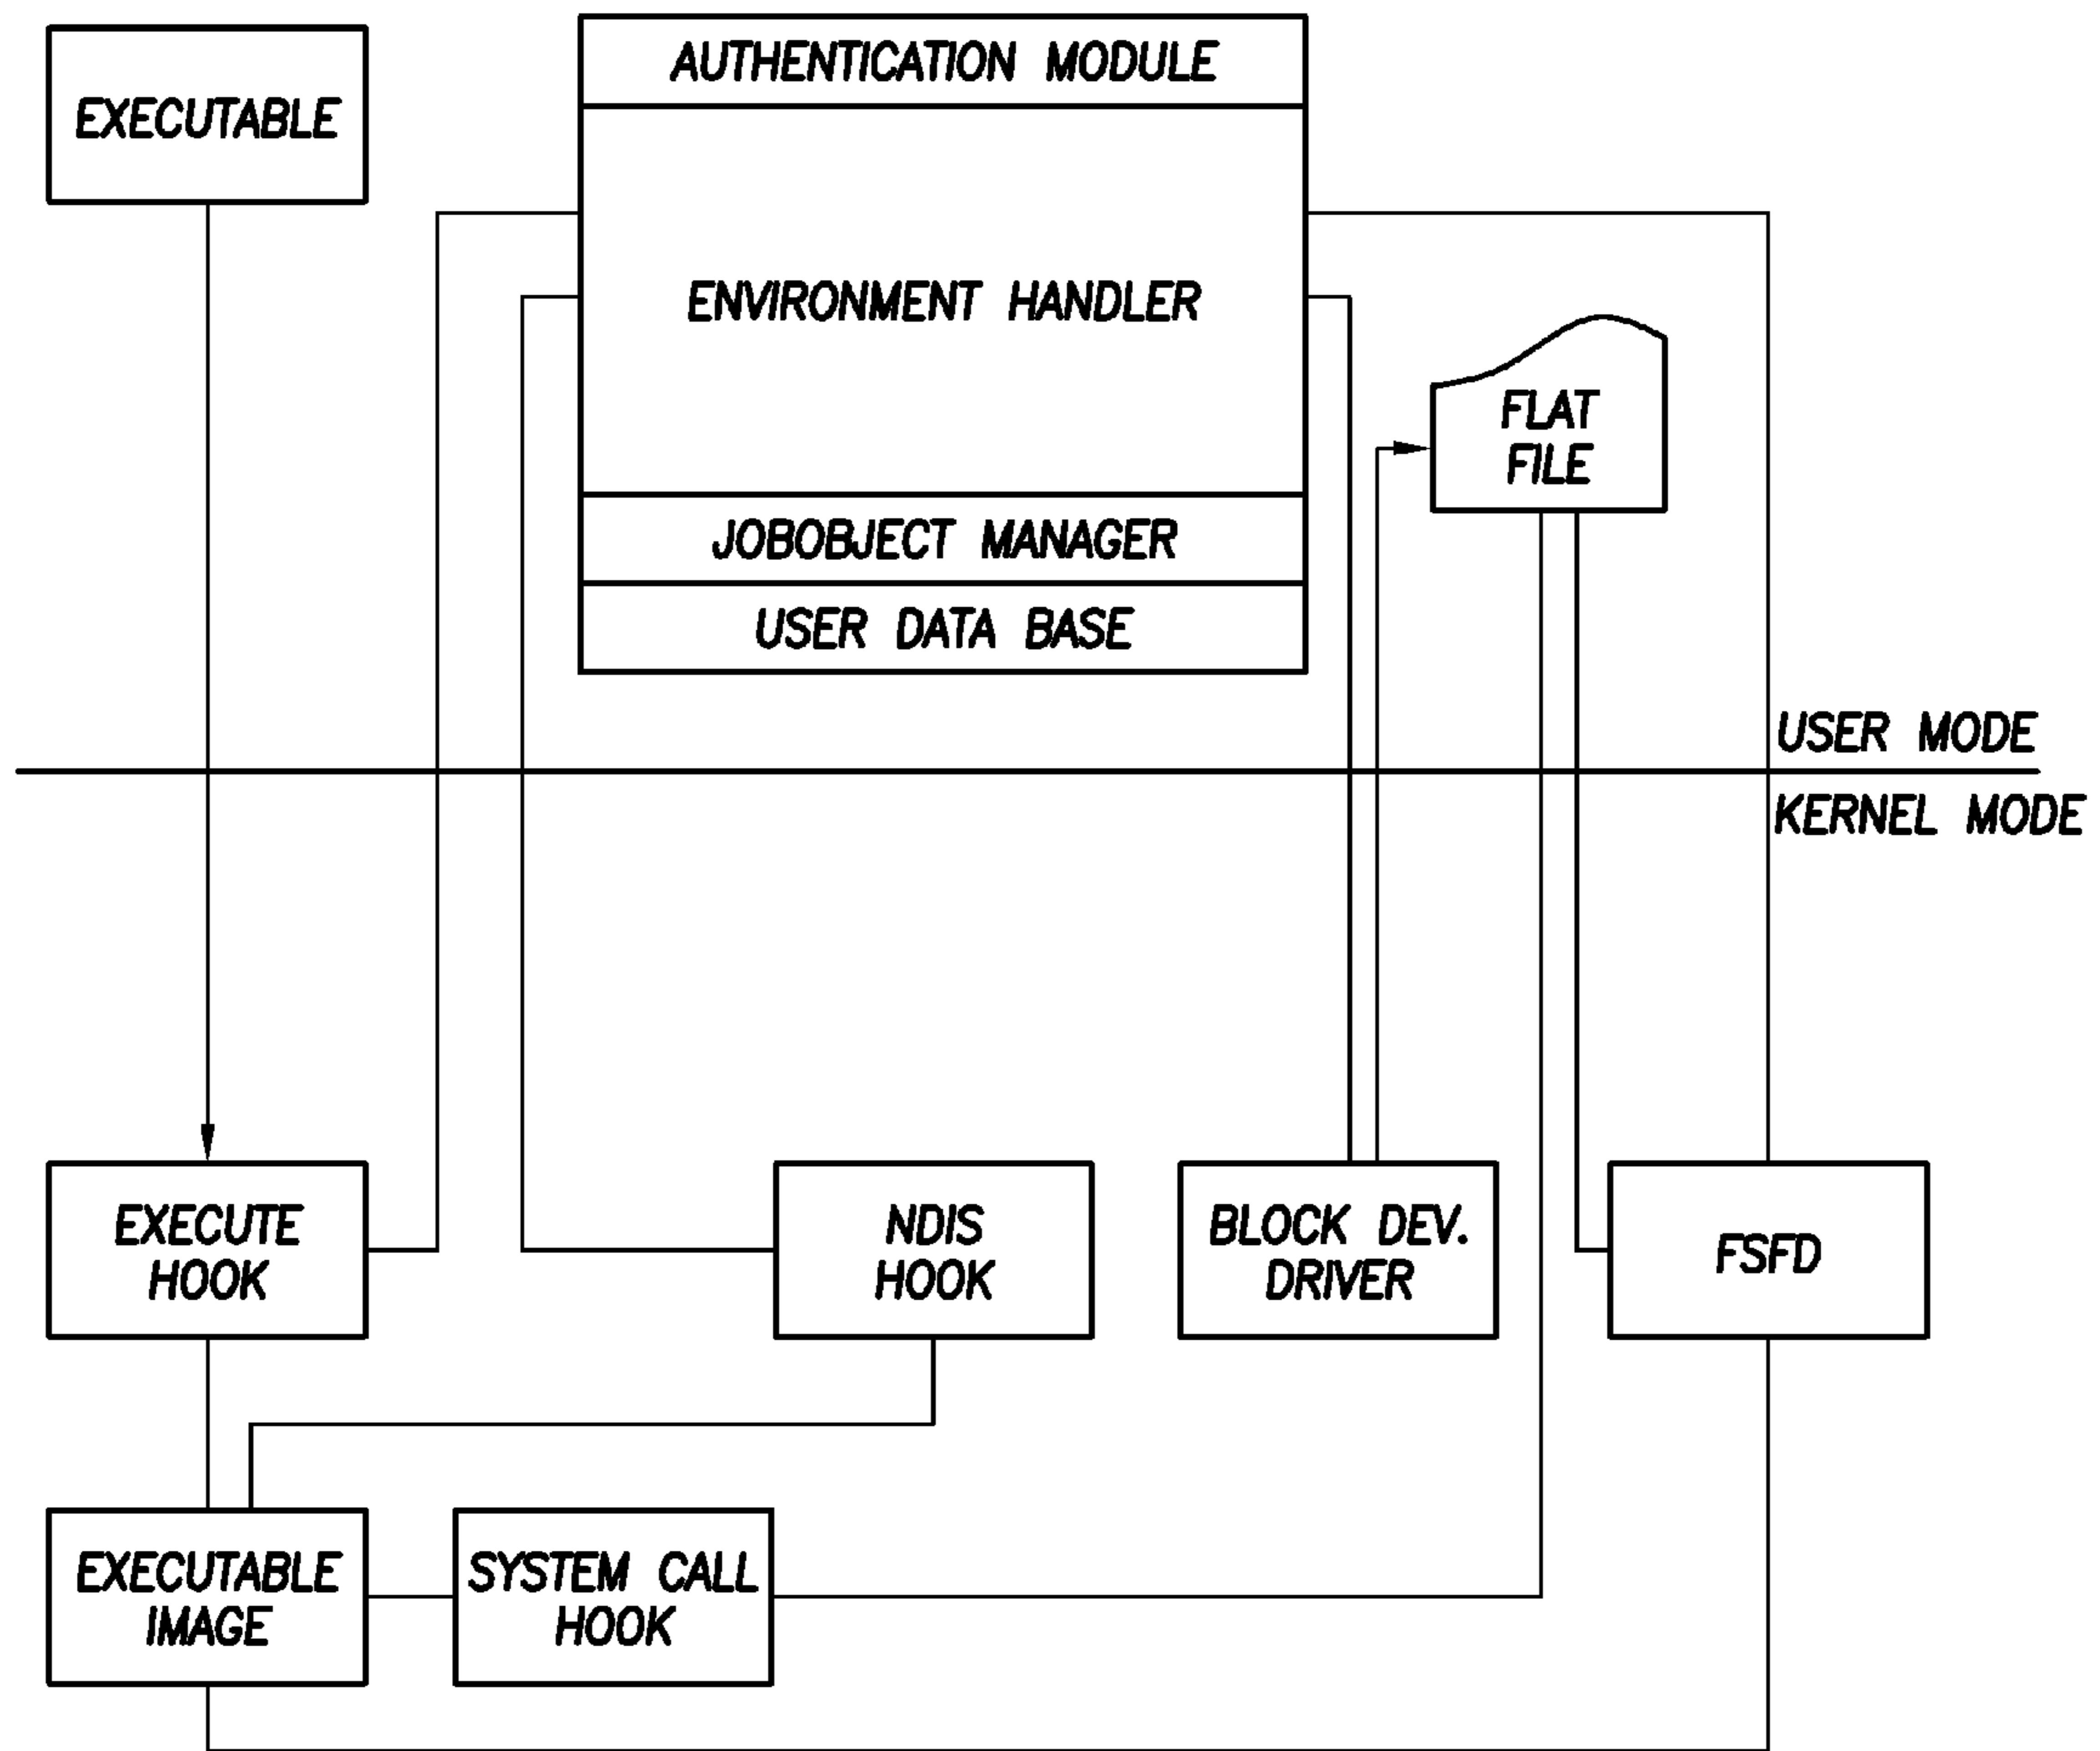 EXECUTABLE
AUTHENTICATION MODULE
ENVIRONMENT HANDLER
JOBOBJECT MANAGER
USER DATA BASE
FLAT
FILE
USER MODE
KERNEL MODE
EXECUTE
HOOK
NDIS
HOOK
BLOCK DEV.
DRIVER
FSFD
EXECUTABLE
IMAGE
SYSTEM CALL
HOOK